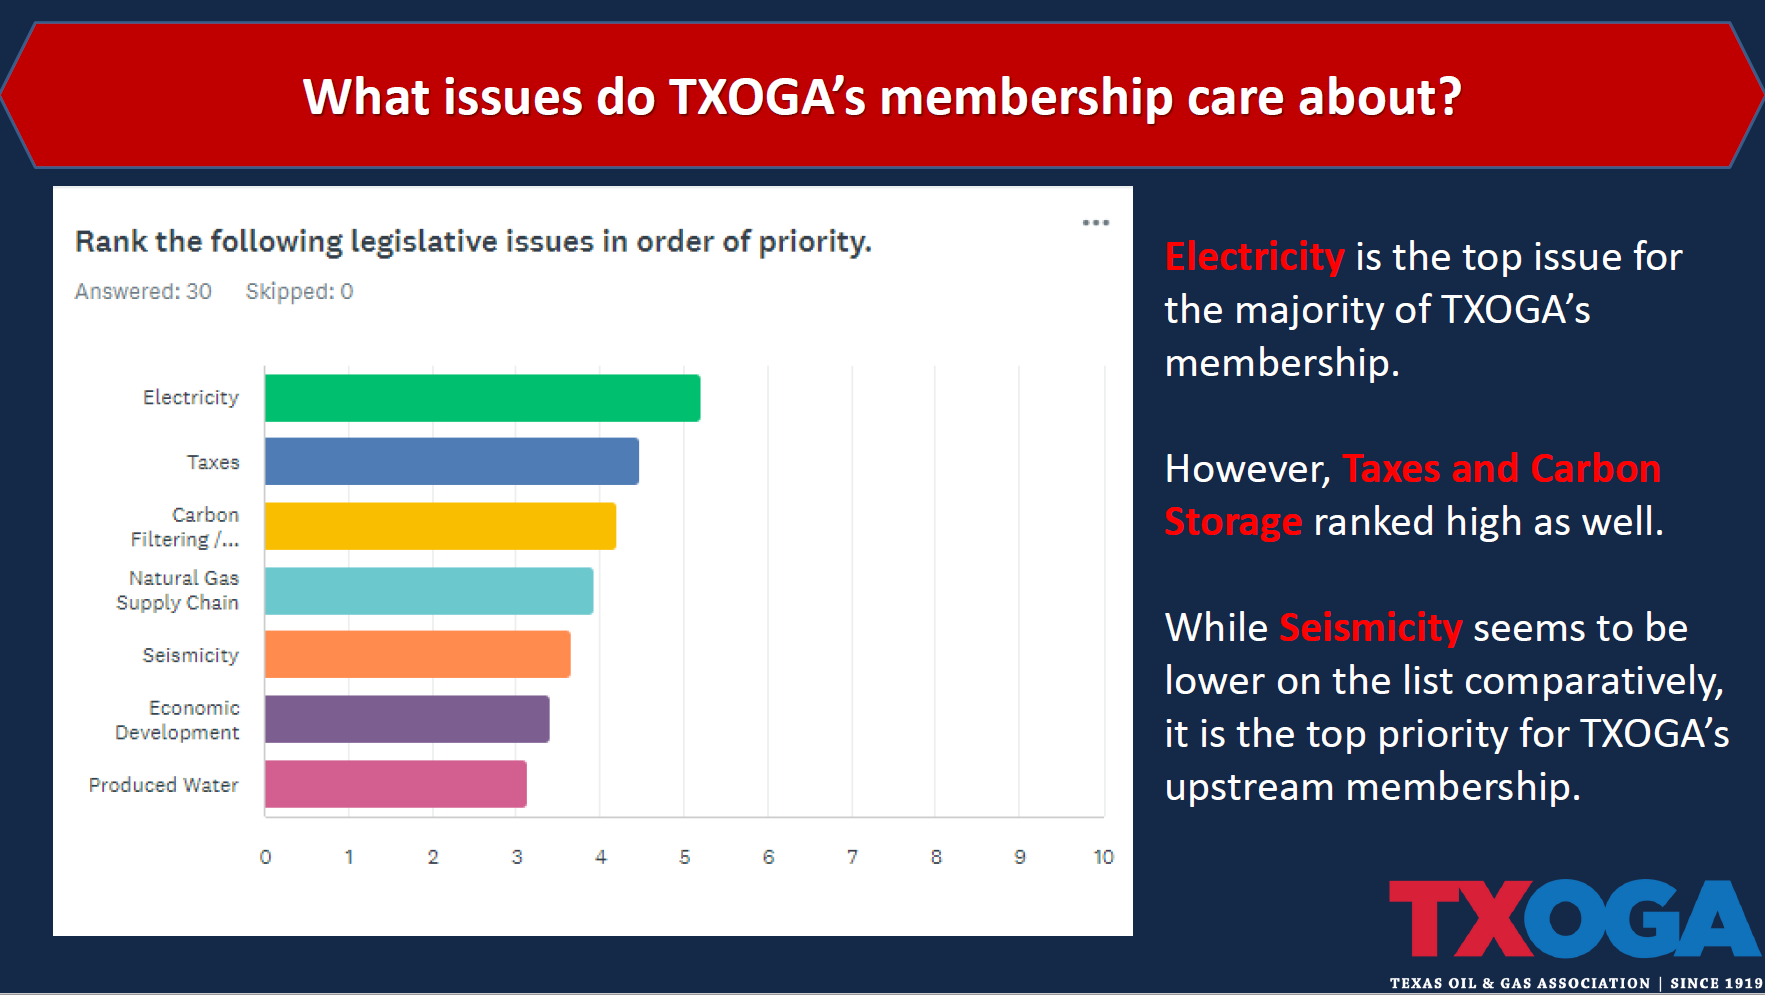 What issues do TXOGA’s membership care about?
Rank the following legislative issues in order of priority.
Answered: 30 Skipped: 0
Electricity
Taxes
Carbon
Filtering /...
Natural Gas
Supply Chain
Seismicity
Economic
Development
Produced Water
0 1 2 3 4 5 6 7 8 9 10
Electricity is the top issue for
the majority of TXOGA’s
membership.
However, Taxes and Carbon
Storage ranked high as well.
While Seismicity seems to be
lower on the list comparatively,
it is the top priority for TXOGA’s
upstream membership.
TXOGA
TEXAS OIL & GAS ASSOCIATION | SINCE 1919